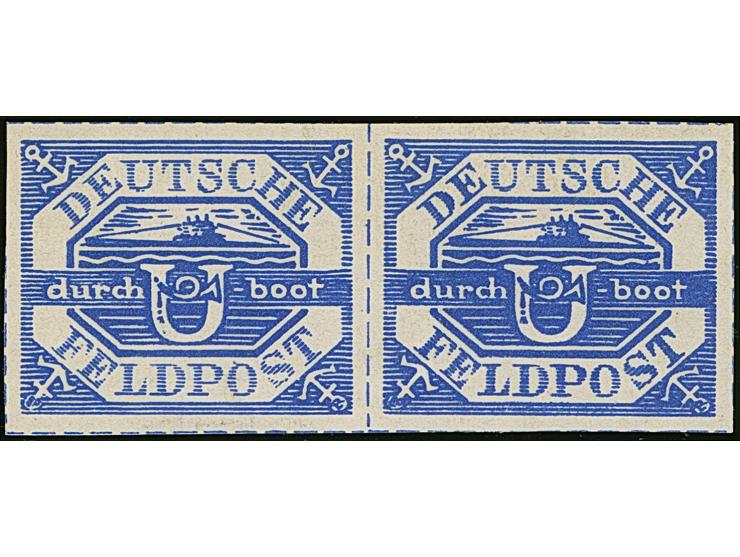 DEUTSCHE
durch U-boot
FELDPOST
DEUTSCHE
durch U-boot
FELDPOST